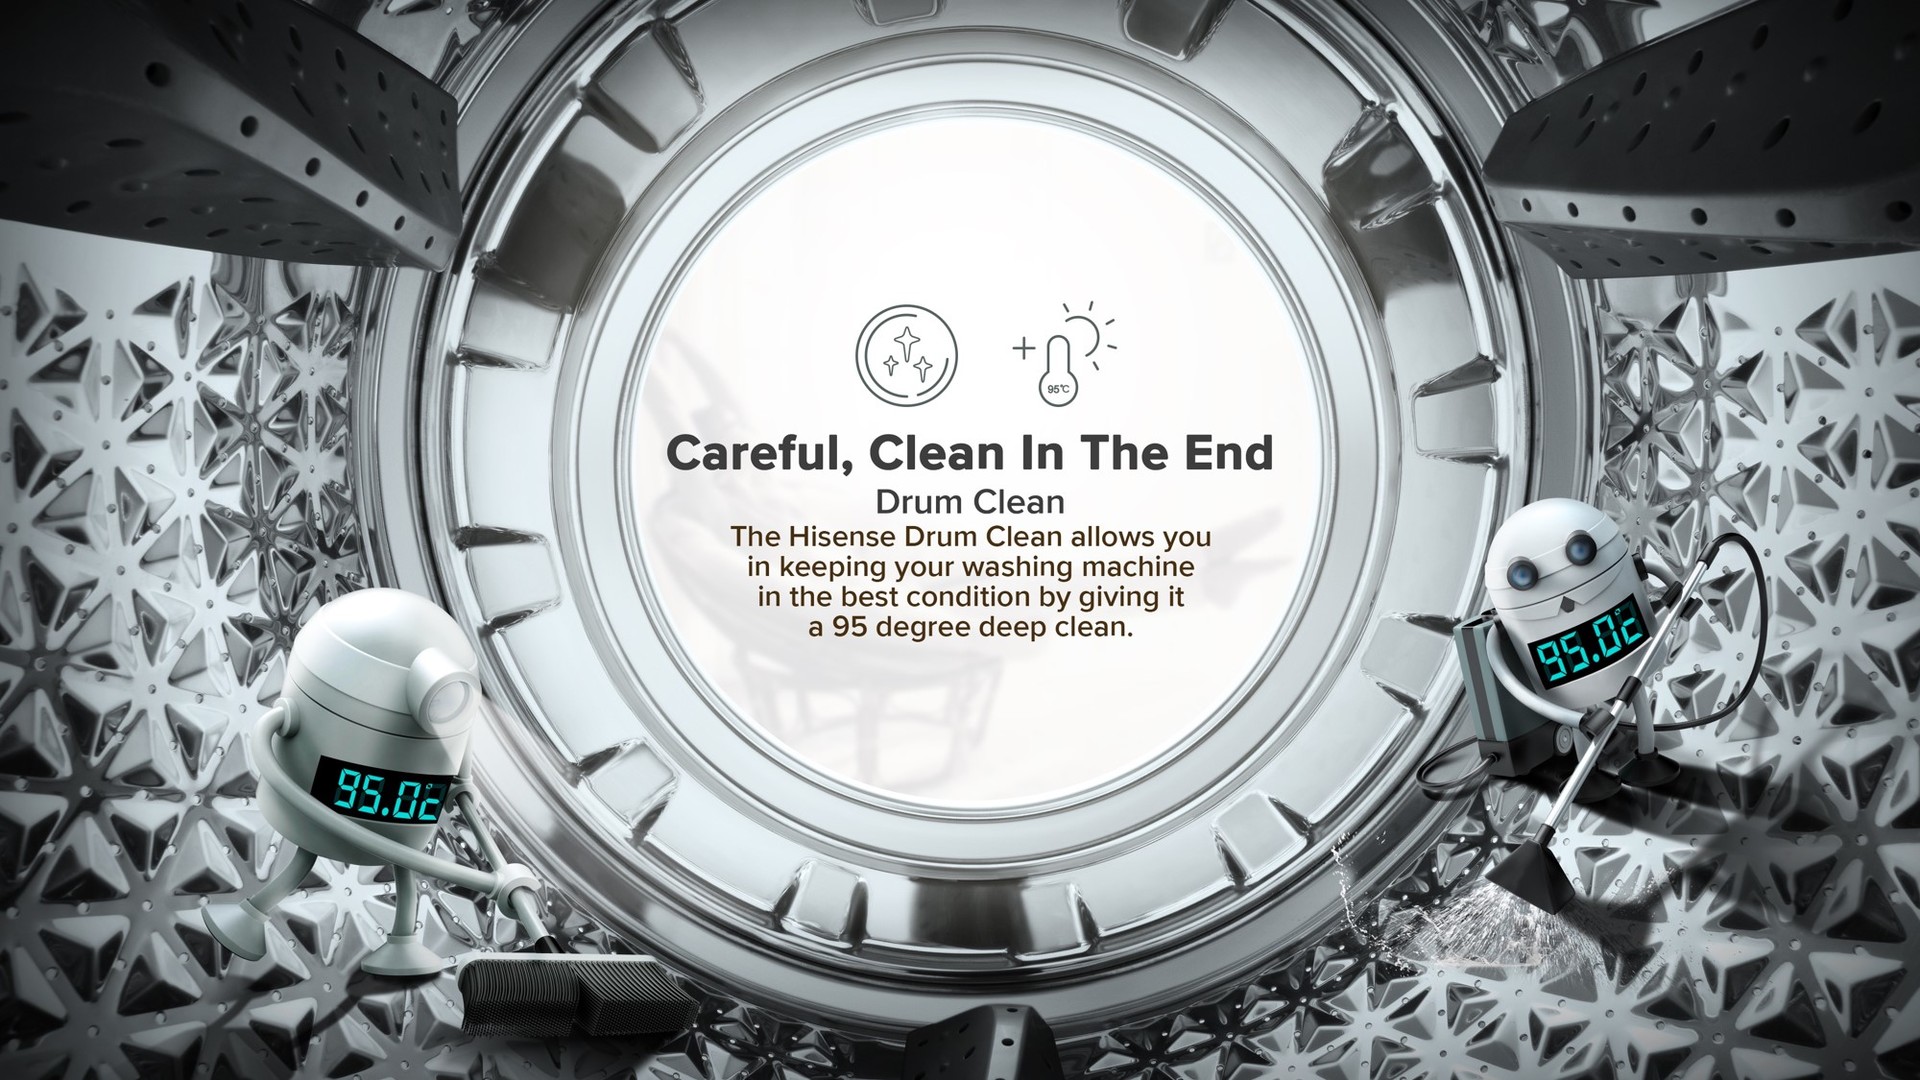 95℃
Careful, Clean In The End
Drum Clean
The Hisense Drum Clean allows you
in keeping your washing machine
in the best condition by giving it
a 95 degree deep clean.
95.0°c
95.0°c